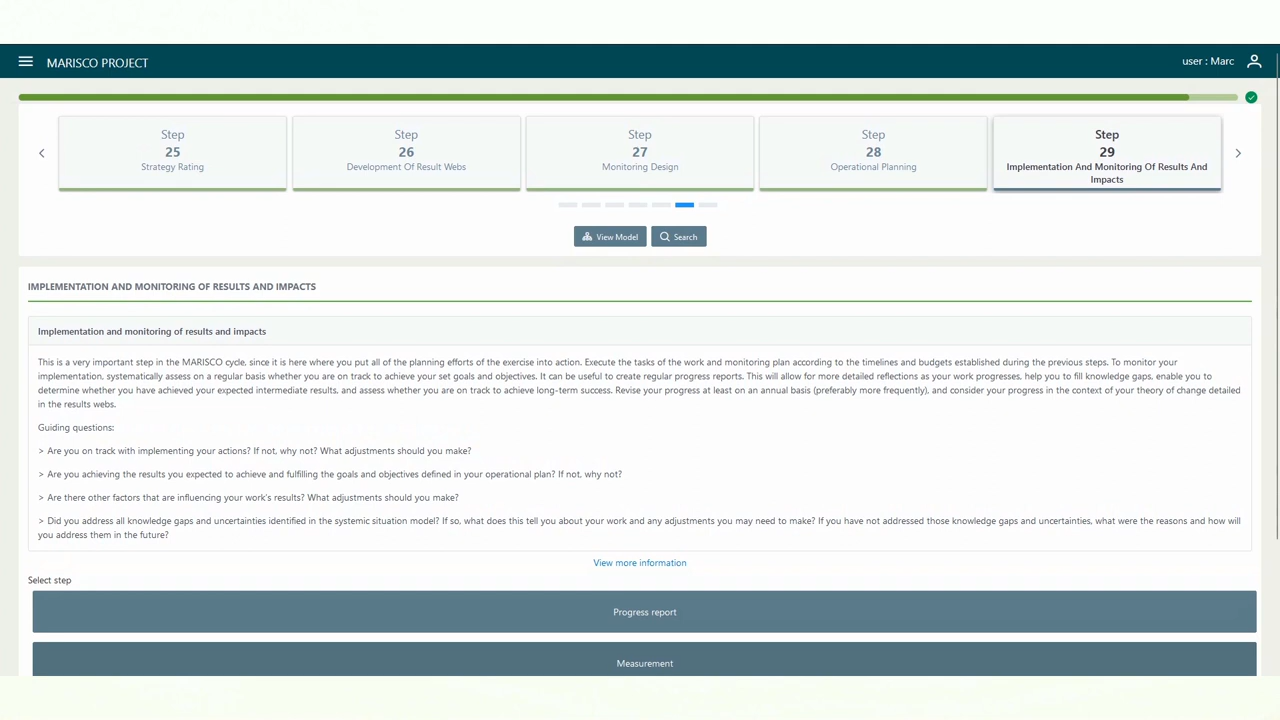 MARISCO PROJECT
user : Marc
Step
25
Strategy Rating
Step
26
Development Of Result Webs
Step
27
Monitoring Design
Step
28
Operational Planning
Step
29
Implementation And Monitoring Of Results And
Impacts
View Model
Search
IMPLEMENTATION AND MONITORING OF RESULTS AND IMPACTS
Implementation and monitoring of results and impacts
This is a very important step in the MARISCO cycle, since it is here where you put all of the planning efforts of the exercise into action. Execute the tasks of the work and monitoring plan according to the timelines and budgets established during the previous steps. To monitor your
implementation, systematically assess on a regular basis whether you are on track to achieve your set goals and objectives. It can be useful to create regular progress reports. This will allow for more detailed reflections as your work progresses, help you to fill knowledge gaps, enable you to
determine whether you have achieved your expected intermediate results, and assess whether you are on track to achieve long-term success. Revise your progress at least on an annual basis (preferably more frequently), and consider your progress in the context of your theory of change detailed
in the results webs.
Guiding questions:
> Are you on track with implementing your actions? If not, why not? What adjustments should you make?
> Are you achieving the results you expected to achieve and fulfilling the goals and objectives defined in your operational plan? If not, why not?
> Are there other factors that are influencing your work's results? What adjustments should you make?
> Did you address all knowledge gaps and uncertainties identified in the systemic situation model? If so, what does this tell you about your work and any adjustments you may need to make? If you have not addressed those knowledge gaps and uncertainties, what were the reasons and how will
you address them in the future?
View more information
Select step
Progress report
Measurement